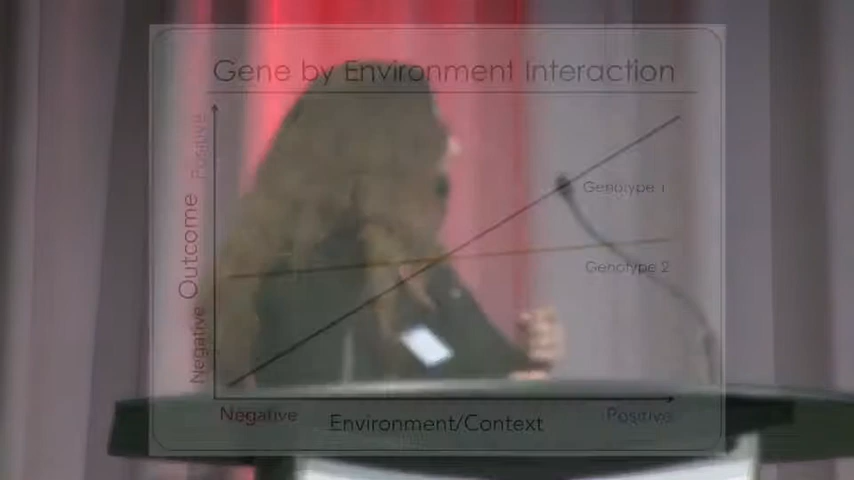 Gene by Environment Interaction
Positive
Outcome
Negative
Genotype 1
Genotype 2
Negative
Environment/Context
Positive